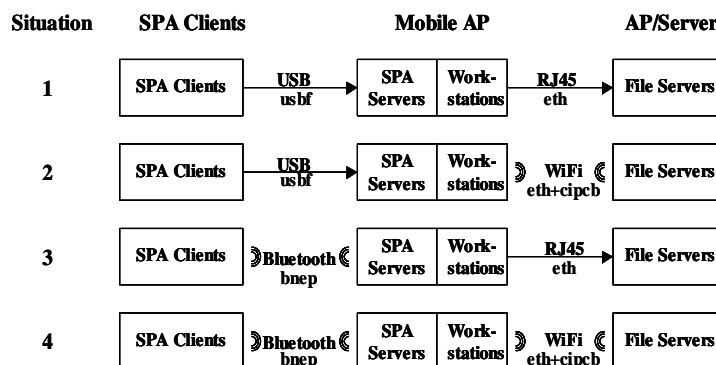 Situation SPA Clients Mobile AP AP/Server
1 SPA Clients USB usbf SPA Servers Work-stations RJ45 eth File Servers
2 SPA Clients USB usbf SPA Servers Work-stations WiFi eth+cipcb File Servers
3 SPA Clients Bluetooth bnep SPA Servers Work-stations RJ45 eth File Servers
4 SPA Clients Bluetooth bnep SPA Servers Work-stations WiFi eth+cipcb File Servers